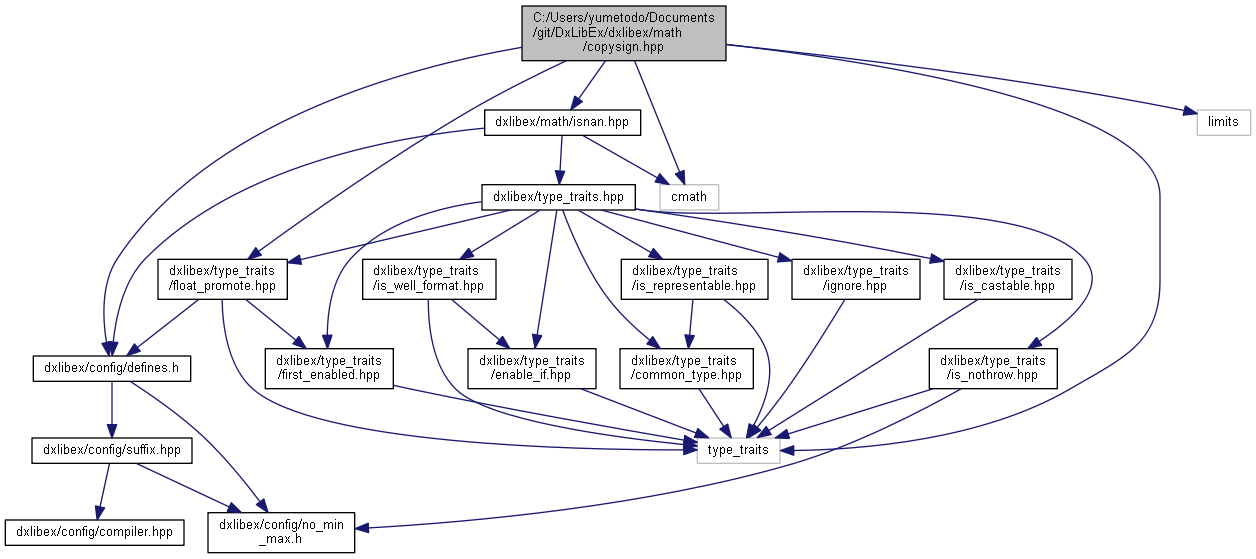 C:/Users/yumetodo/Documents
/git/DxLibEx/dxlibex/math
/copysign.hpp
dxlibex/math/isnan.hpp
limits
dxlibex/type_traits.hpp
cmath
dxlibex/type_traits
/float_promote.hpp
dxlibex/type_traits
/is_well_format.hpp
dxlibex/type_traits
/is_representable.hpp
dxlibex/type_traits
/ignore.hpp
dxlibex/type_traits
/is_castable.hpp
dxlibex/config/defines.h
dxlibex/type_traits
/first_enabled.hpp
dxlibex/type_traits
/enable_if.hpp
dxlibex/type_traits
/common_type.hpp
dxlibex/type_traits
/is_nothrow.hpp
dxlibex/config/suffix.hpp
type_traits
dxlibex/config/compiler.hpp
dxlibex/config/no_min
_max.h